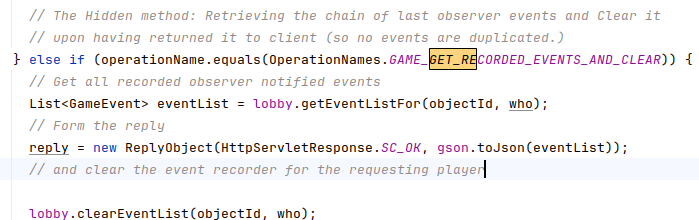 // The Hidden method: Retrieving the chain of last observer events and Clear it
// upon having returned it to client (so no events are duplicated.)
} else if (operationName.equals(OperationNames.GAME_GET_RECORDED_EVENTS_AND_CLEAR)) {
// Get all recorded observer notified events
List<GameEvent> eventList = lobby.getEventListFor(objectId, who);
// Form the reply
reply = new ReplyObject(HttpServletResponse.SC_OK, gson.toJson(eventList));
// and clear the event recorder for the requesting player
lobby.clearEventList(objectId, who);